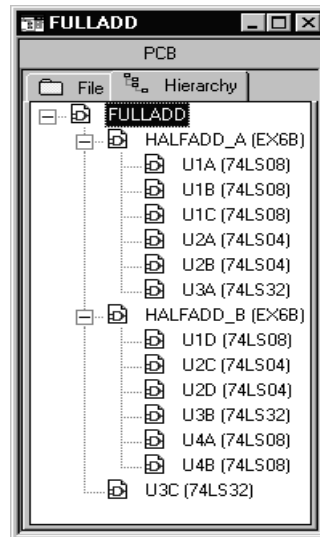 FULLADD
PCB
File Hierarchy
FULLADD
HALFADD_A (EX6B)
U1A (74LS08)
U1B (74LS08)
U1C (74LS08)
U2A (74LS04)
U2B (74LS04)
U3A (74LS32)
HALFADD_B (EX6B)
U1D (74LS08)
U2C (74LS04)
U2D (74LS04)
U3B (74LS32)
U4A (74LS08)
U4B (74LS08)
U3C (74LS32)